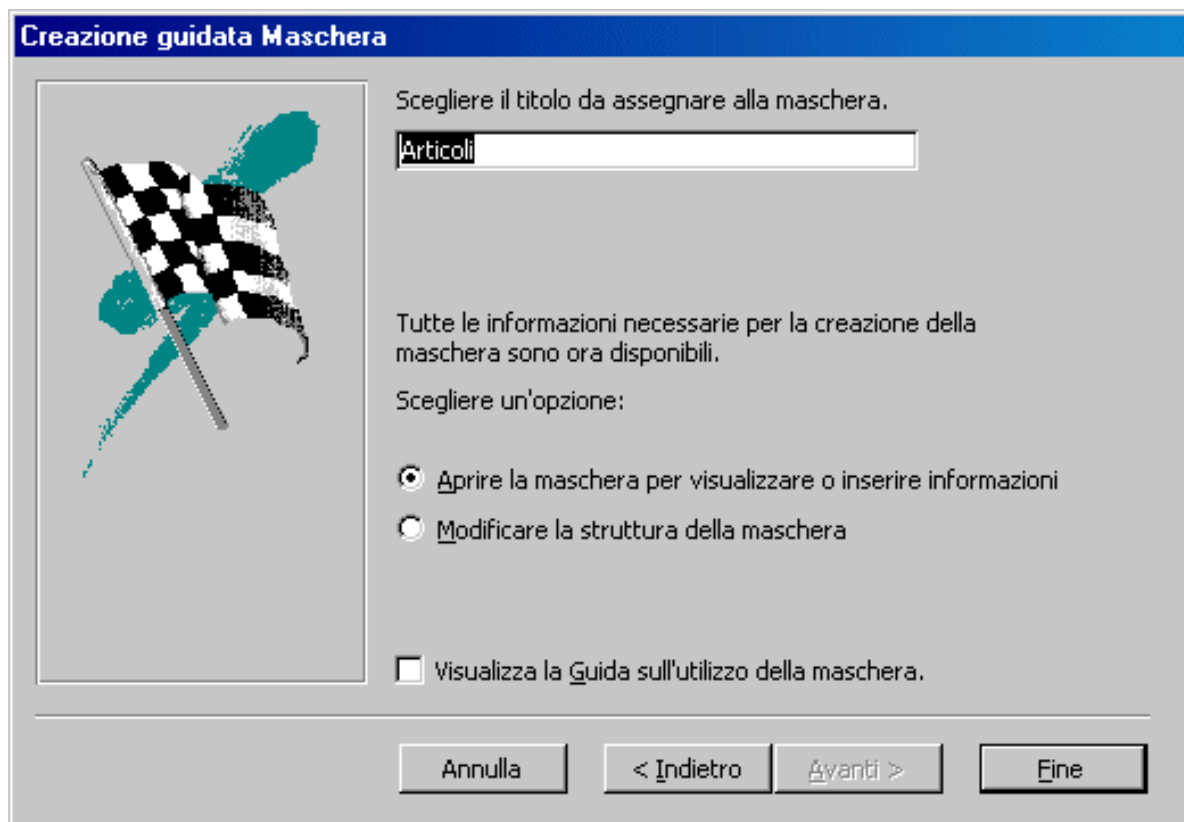 Creazione guidata Maschera
Scegliere il titolo da assegnare alla maschera.
Articoli
Tutte le informazioni necessarie per la creazione della
maschera sono ora disponibili.
Scegliere un'opzione:
Aprire la maschera per visualizzare o inserire informazioni
Modificare la struttura della maschera
Visualizza la Guida sull'utilizzo della maschera.
Annulla
< Indietro
Avanti >
Fine